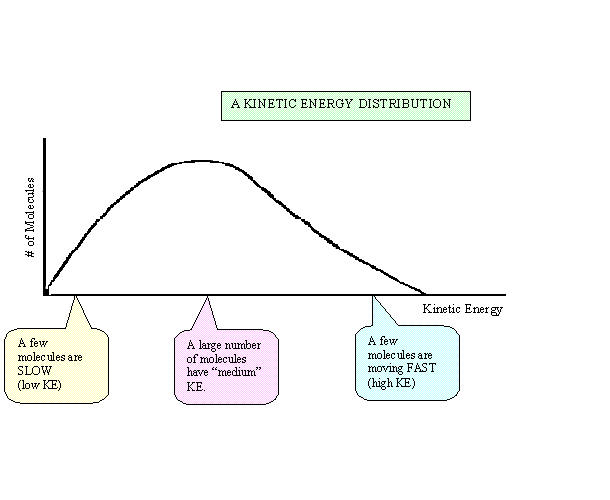 A KINETIC ENERGY DISTRIBUTION
# of Molecules
Kinetic Energy
A few
molecules are
SLOW
(low KE)
A large number
of molecules
have “medium”
KE.
A few
molecules are
moving FAST
(high KE)